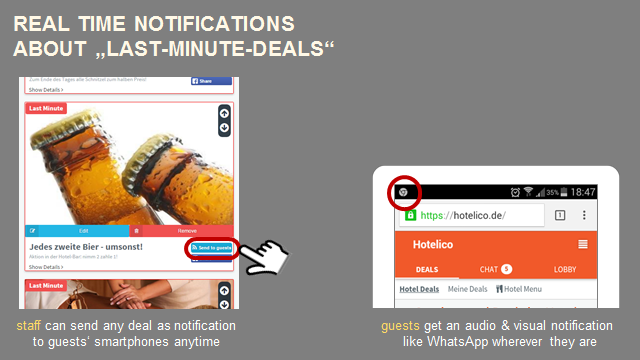 REAL TIME NOTIFICATIONS
ABOUT „LAST-MINUTE-DEALS“
Zum Ende des Tages alle Schnitzel zum halben Preis!
Share
Show Details
Last Minute
Edit
Remove
Jedes zweite Bier - umsonst!
Send to guests
Aktion in der Hotel-Bar! nimm 2 zahle 1!
Show Details
Last Minute
staff can send any deal as notification
to guests‘ smartphones anytime
35% 18:47
https://hotelico.de/
1
Hotelico
DEALS CHAT 5 LOBBY
Hotel Deals Meine Deals Hotel Menu
guests get an audio & visual notification
like WhatsApp wherever they are